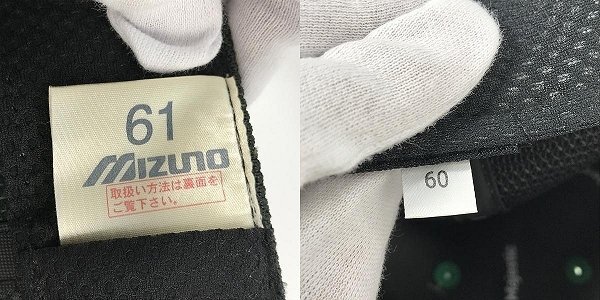 61
MIZUNO
取扱い方法は裏面を
ご覧下さい。
60